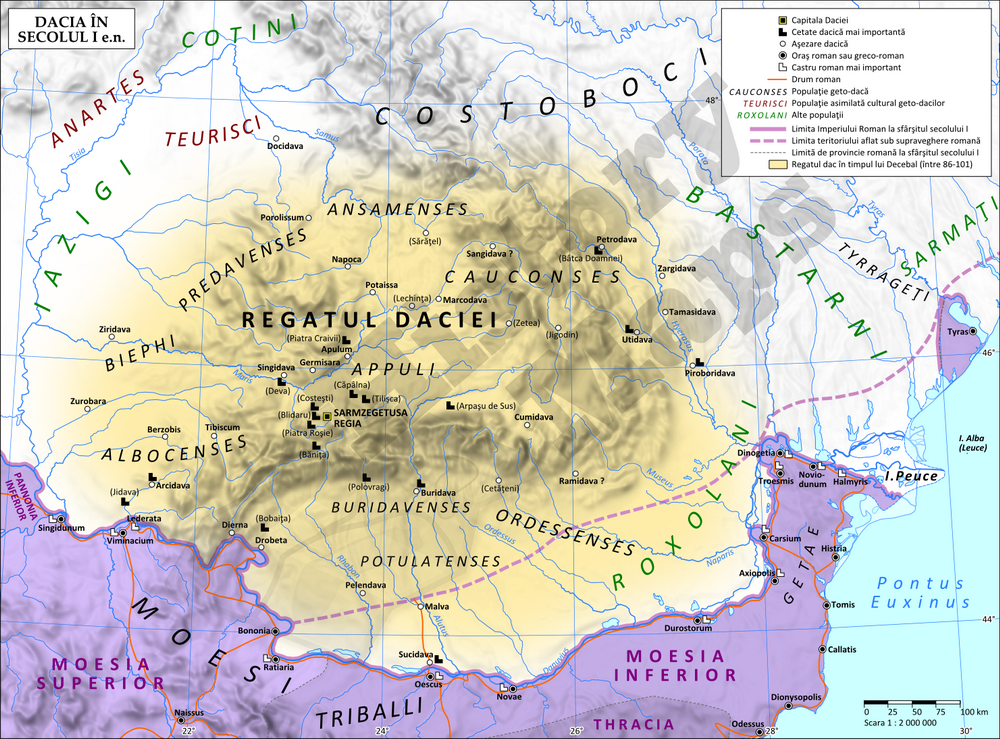 DACIA ÎN
SECOLUL I e.n.
Capitala Daciei
Cetate dacică mai importantă
Așezare dacică
Oraș roman sau greco-roman
Castru roman mai important
Drum roman
CAUCONSES Populație geto-dacă
TEURISCI Populație asimilată cultural geto-dacilor
ROXOLANI Alte populații
Limita Imperiului Roman la sfârșitul secolului I
Limita teritoriului aflat sub supraveghere romană
Limită de provincie romană la sfârșitul secolului I
Regatul dac în timpul lui Decebal (între 86-101)
COTINI
ANARTES
TEURISCI
COSTOBOCI
IAZIGI
BASTARNI
SARMAȚI
TYRRAGEȚI
48°
Tisia
Samus
Docidava
Parata
Tyras
Porolissum
ANSAMENSES
(Sărățel)
PREDAVENSES
Sangidava ?
Petrodava
(Bâtca Doamnei)
Napoca
CAUCONSES
Zargidava
Potaissa
(Lechința)
Marcodava
REGATUL DACIEI
(Zetea)
(Jigodin)
Tamasidava
Utidava
Hyerasus
Tyras
Ziridava
BIEPHI
(Piatra Craivii)
Apulum
Germisara
APPULI
46°
Piroboridava
Singidava
Maris
(Deva)
(Căpâlna)
(Costești)
(Tilișca)
Zurobara
(Blidaru)
SARMZEGETUSA
REGIA
(Arpașu de Sus)
Cumidava
Berzobis
Tibiscum
(Piatra Roșie)
(Bănița)
ALBOCENSES
ROXOLANI
Dinogetia
I. Alba
(Leuce)
PANNONIA
INFERIOR
(Jidava)
Arcidava
(Polovragi)
Buridava
(Cetățeni)
Ramidava ?
Museus
Troesmis
Novio-
dunum
Halmyris
I.Peuce
Singidunum
Lederata
Viminacium
Dierna
(Bobaița)
Drobeta
BURIDAVENSES
ORDESSENSES
Ordessus
Naparis
Carsium
GETAE
Histria
POTULATENSES
Rhabon
Pelendava
Axiopolis
Pontus
Euxinus
Malva
Alutus
Tomis
MOESI
Bononia
Durostorum
44°
MOESIA
SUPERIOR
Ratiaria
Sucidava
Oescus
Danuvius
MOESIA
INFERIOR
Callatis
Novae
Naissus
TRIBALLI
THRACIA
Dionysopolis
Odessus
0 25 50 75 100 km
Scara 1 : 2 000 000
22°
24°
26°
28°
30°